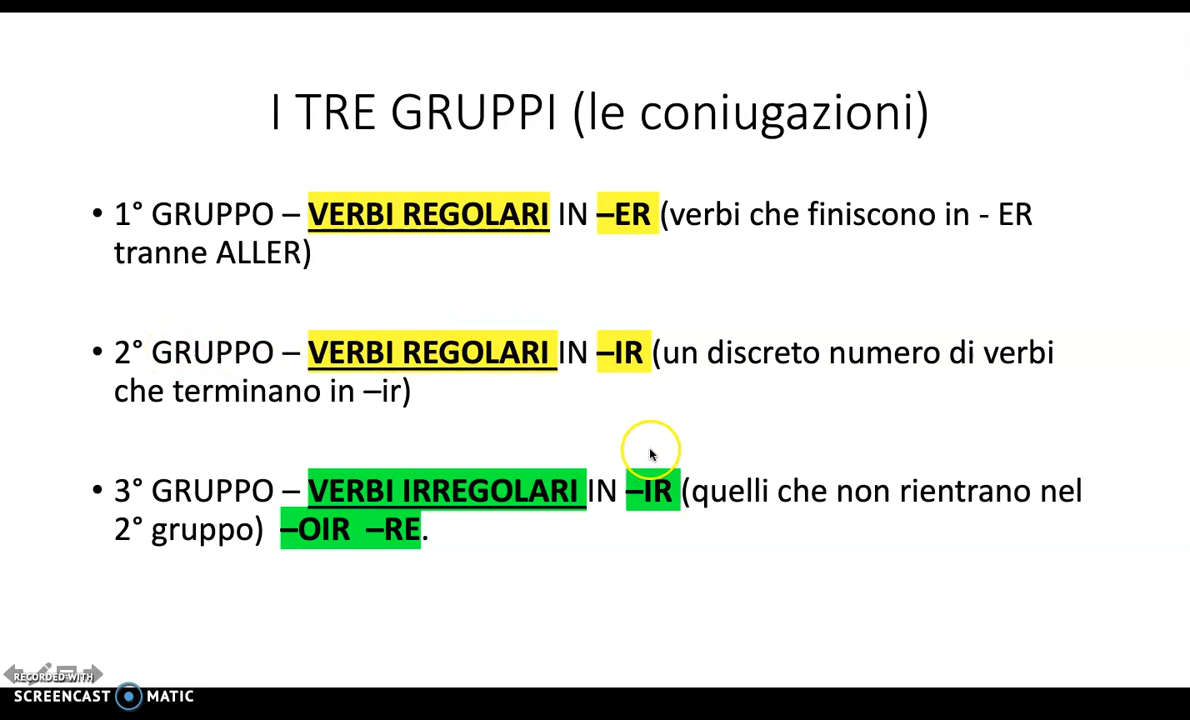 I TRE GRUPPI (le coniugazioni)
• 1° GRUPPO – VERBI REGOLARI IN –ER (verbi che finiscono in - ER
tranne ALLER)
• 2° GRUPPO – VERBI REGOLARI IN –IR (un discreto numero di verbi
che terminano in –ir)
• 3° GRUPPO – VERBI IRREGOLARI IN –IR (quelli che non rientrano nel
2° gruppo) –OIR –RE.
RECORDED WITH
SCREENCAST MATIC